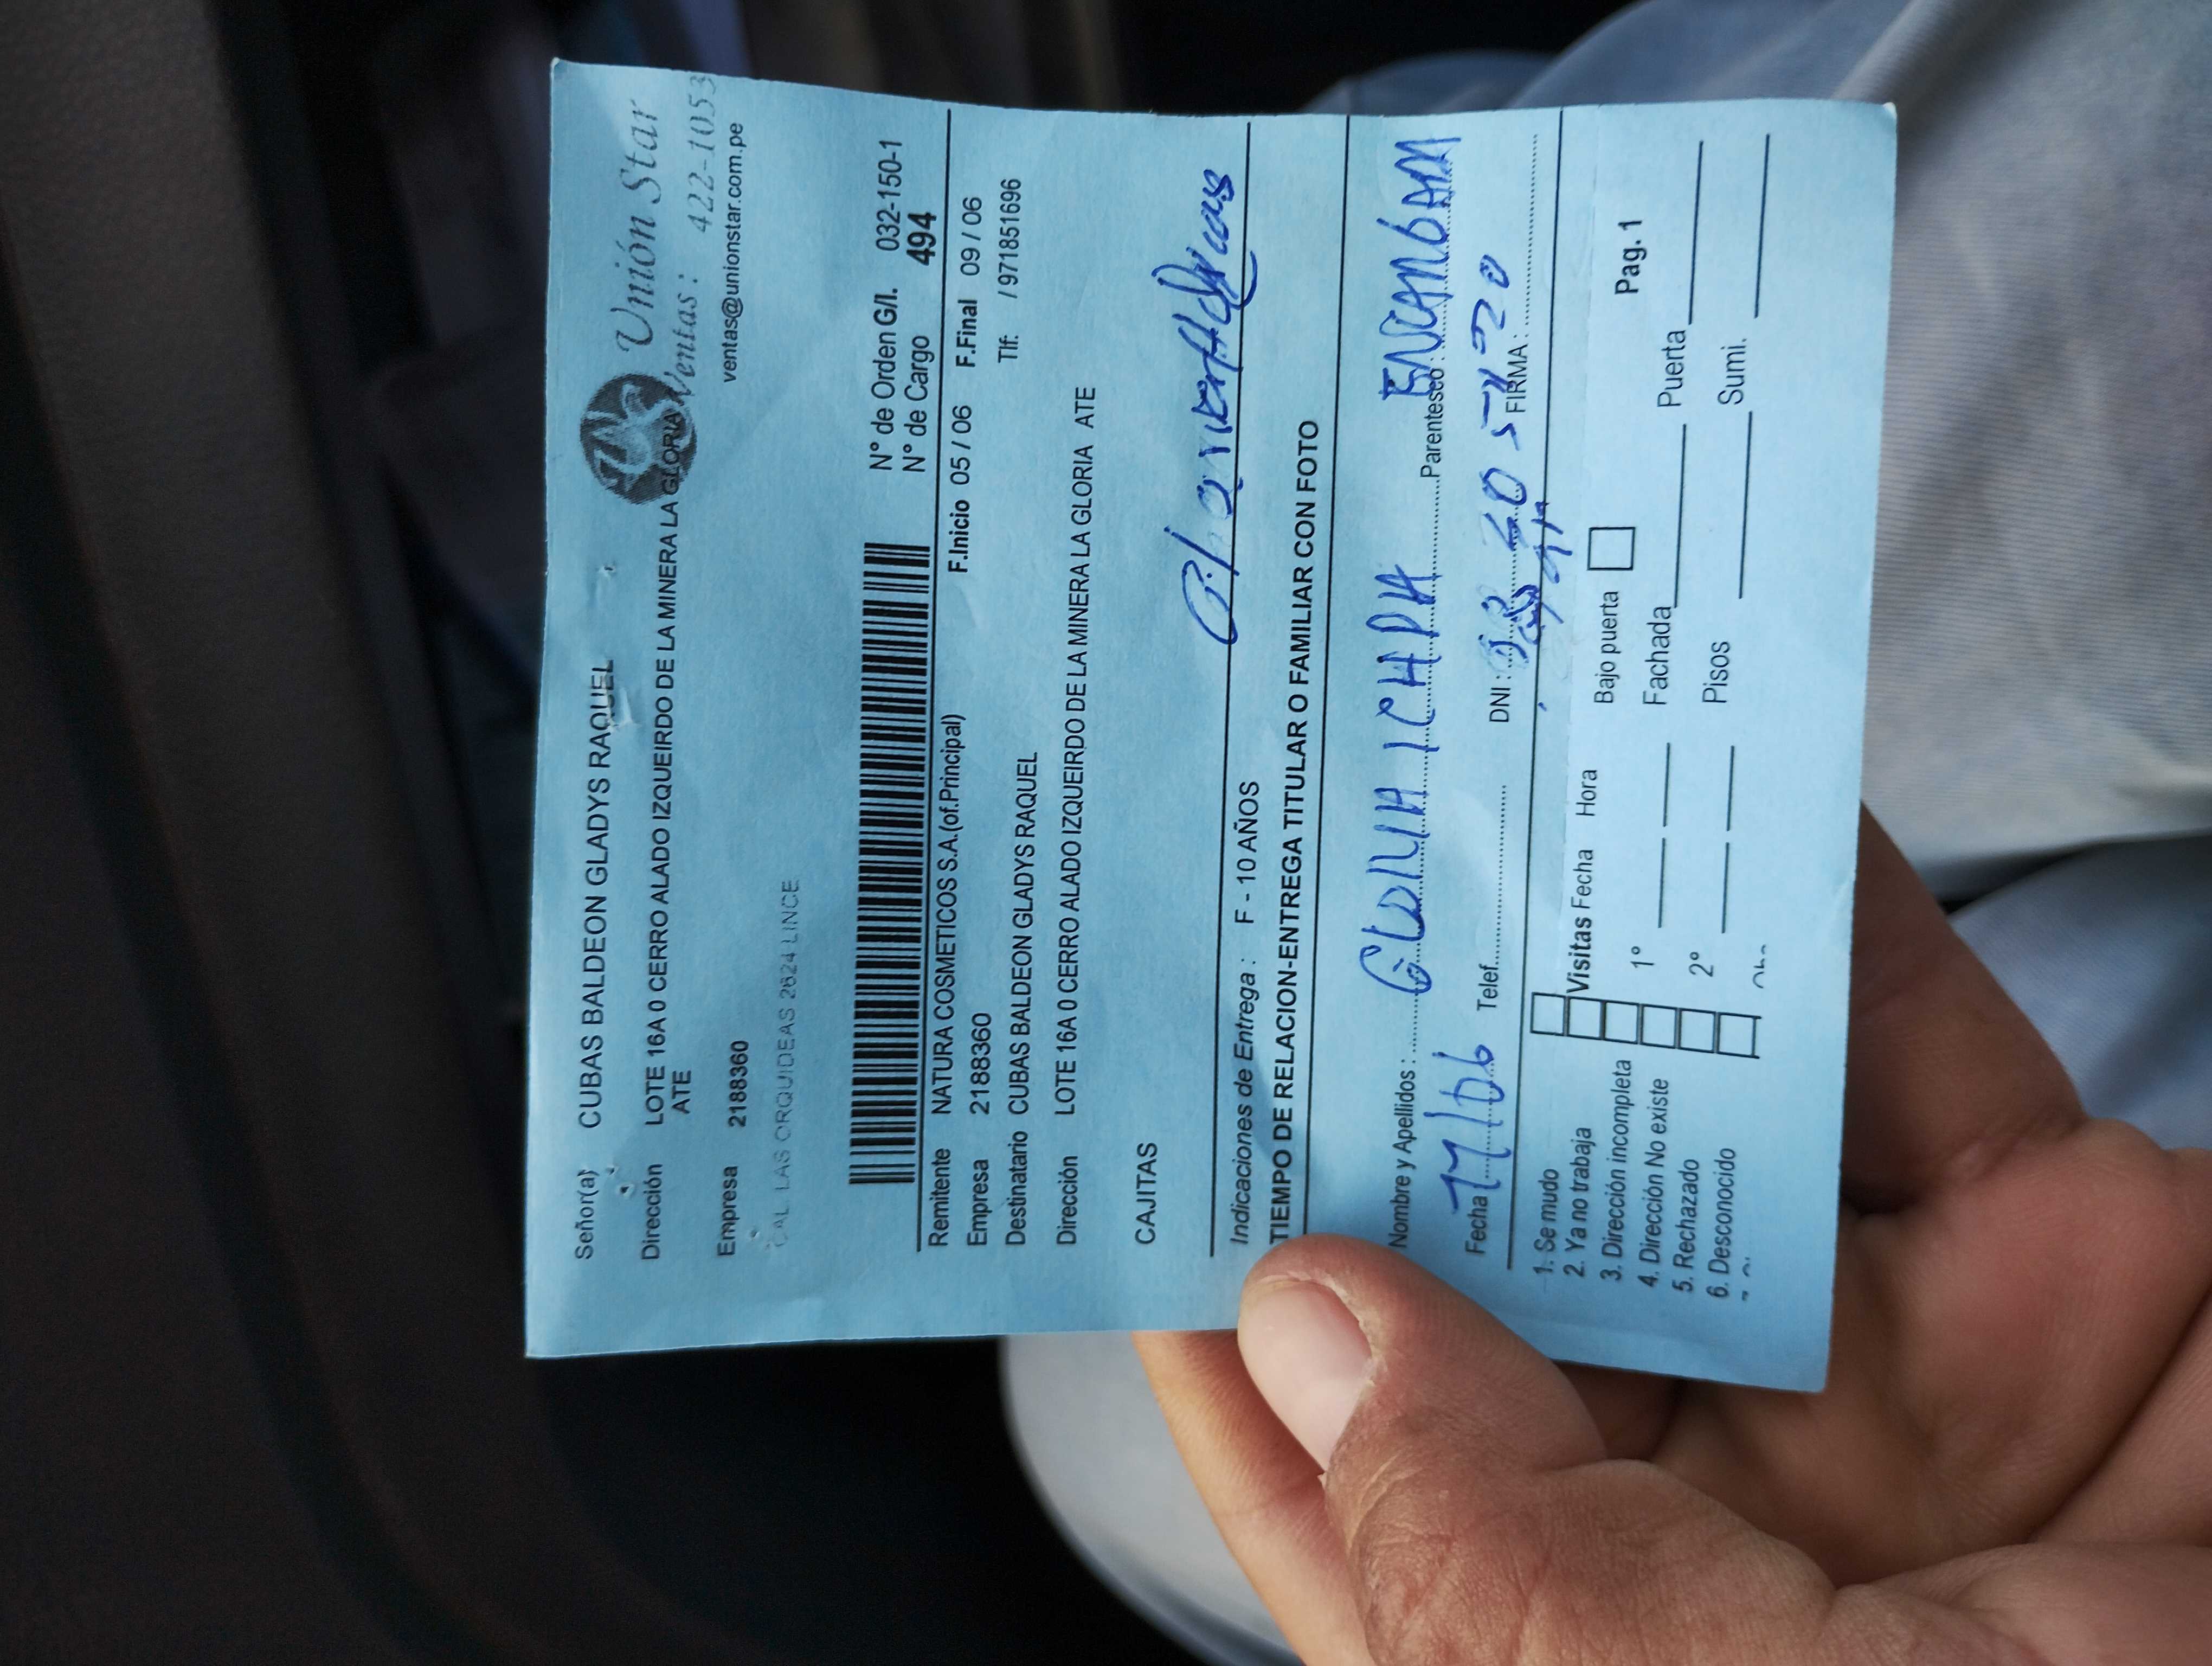 Señor(a) CUBAS BALDEON GLADYS RAQUEL
Unión Star
Dirección LOTE 16A 0 CERRO ALADO IZQUEIRDO DE LA MINERA LA GLORIA
ATE
Ventas: 422-1053
ventas@unionstar.com.pe
Empresa 2188360
CAL. LAS ORQUIDEAS 2624 LINCE
N° de Orden G/I. 032-150-1
N° de Cargo 494
Remitente NATURA COSMETICOS S.A.(of.Principal) F.Inicio 05 / 06 F.Final 09 / 06
Empresa 2188360 Tlf: / 971851696
Destinatario CUBAS BALDEON GLADYS RAQUEL
Dirección LOTE 16A 0 CERRO ALADO IZQUEIRDO DE LA MINERA LA GLORIA ATE
CAJITAS
Indicaciones de Entrega : F - 10 AÑOS
TIEMPO DE RELACION-ENTREGA TITULAR O FAMILIAR CON FOTO
Nombre y Apellidos : Parentesco :
Fecha Telef. DNI : FIRMA :
1. Se mudo
2. Ya no trabaja Visitas Fecha Hora Bajo puerta Pag. 1
3. Dirección incompleta
4. Dirección No existe 1° Fachada Puerta
5. Rechazado
6. Desconocido 2° Pisos Sumi.